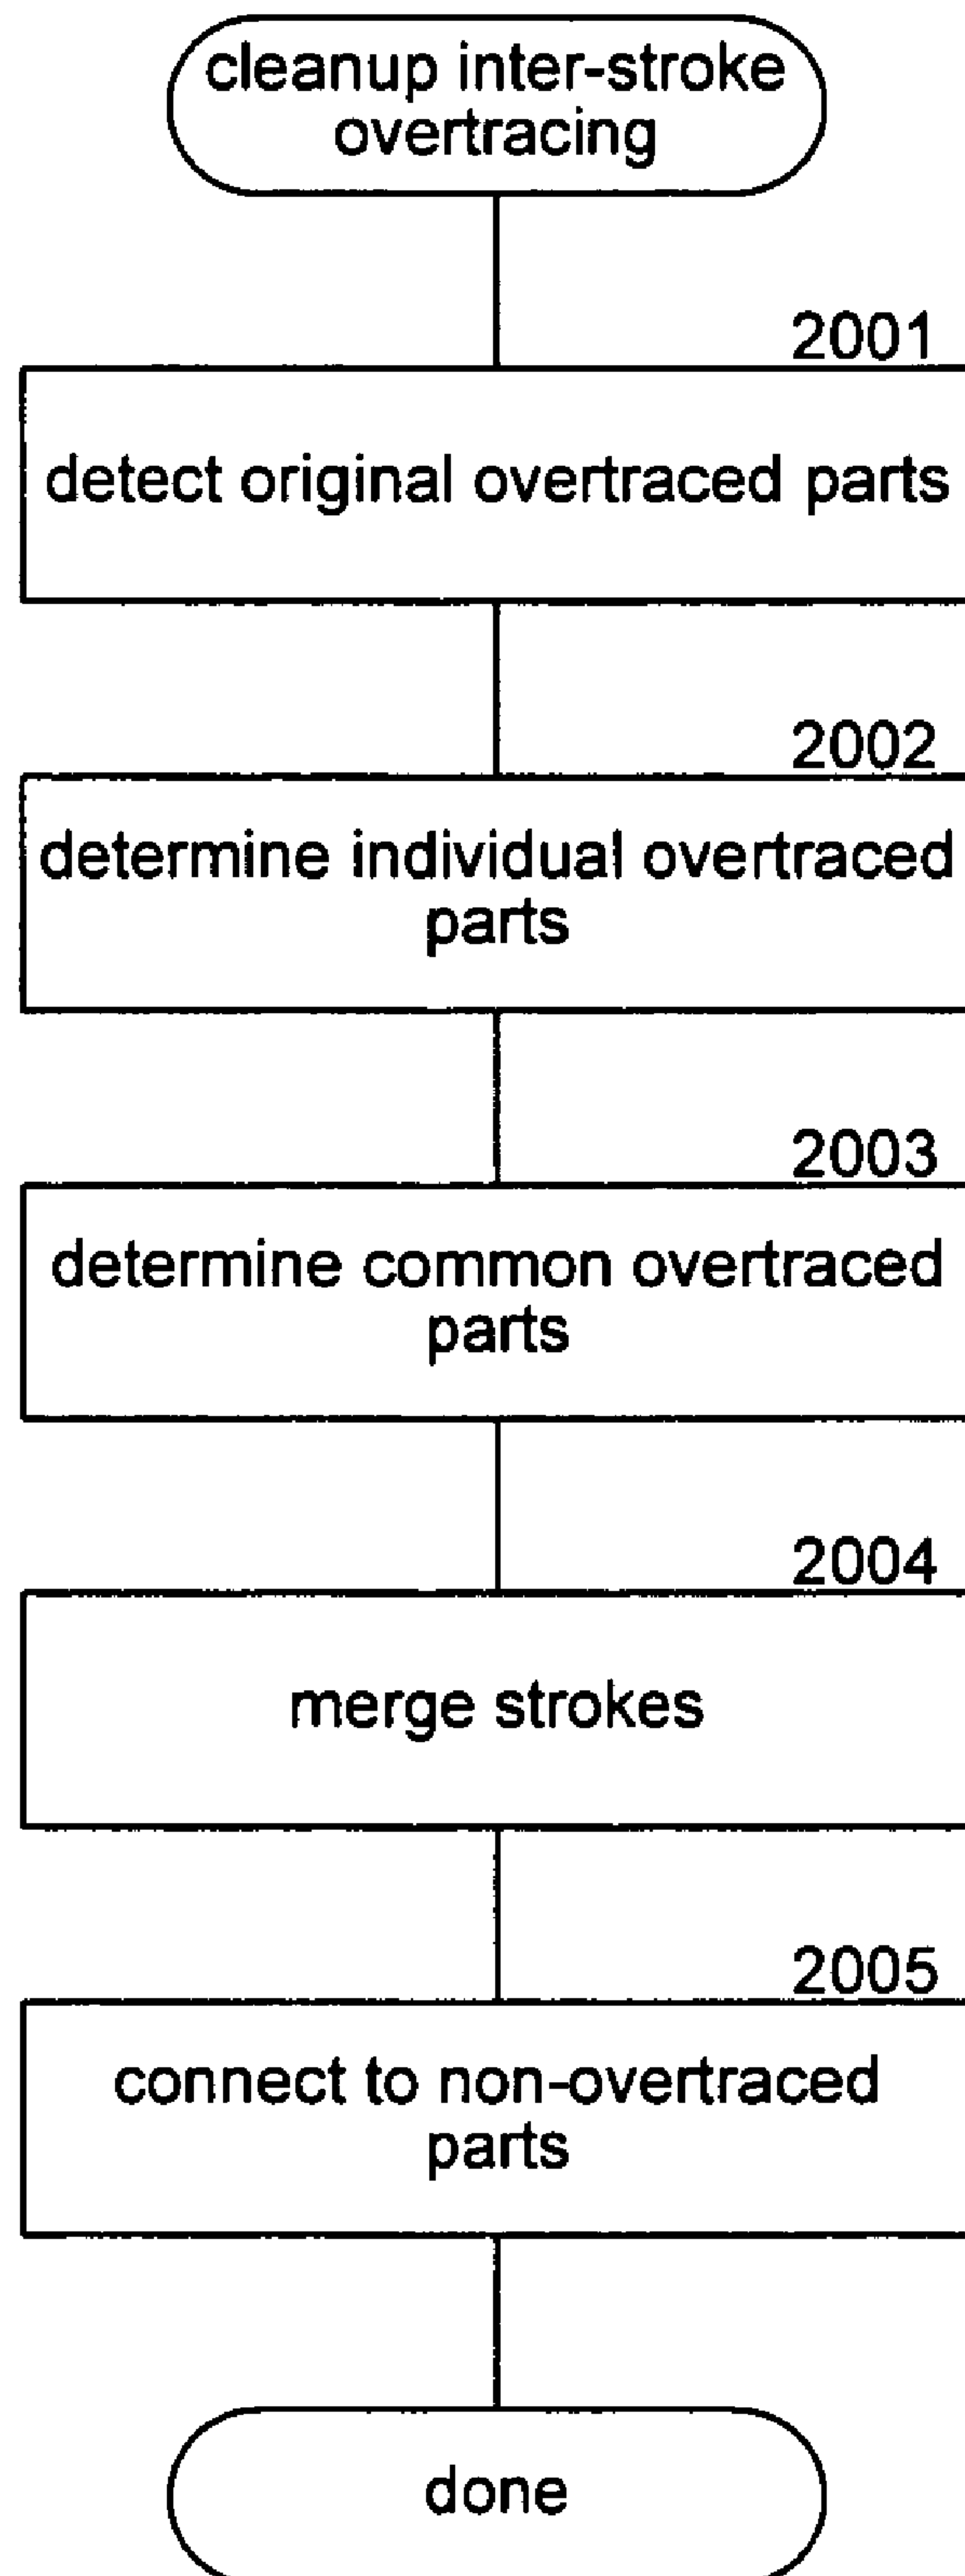 cleanup inter-stroke
overtracing
2001
detect original overtraced parts
2002
determine individual overtraced
parts
2003
determine common overtraced
parts
2004
merge strokes
2005
connect to non-overtraced
parts
done